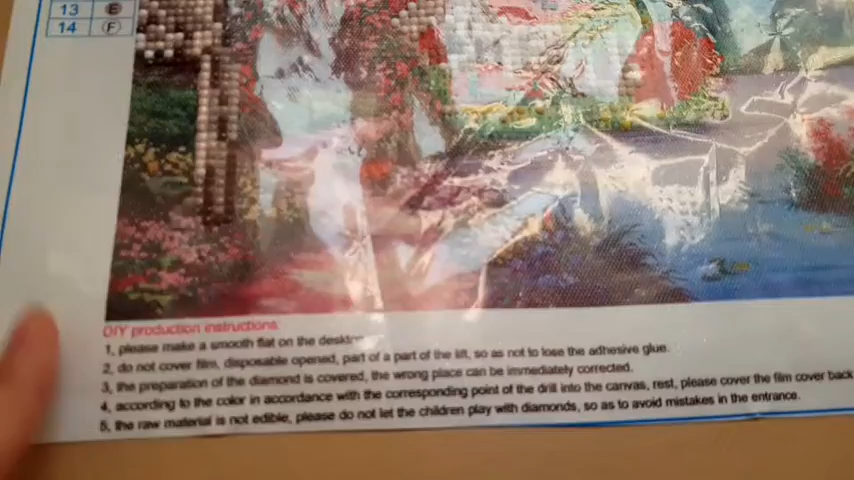 13 E
14 F
DIY production instructions
1, please make a smooth flat on the desktop
2, do not cover film, disposable opened, part of a part of the lift, so as not to lose the adhesive glue.
3, the preparation of the diamond is covered, the wrong place can be immediately corrected.
4, according to the color in accordance with the corresponding point of the drill into the canvas, rest, please cover the film cover back
5, the raw material is not edible, please do not let the children play with diamonds, so as to avoid mistakes in the entrance.